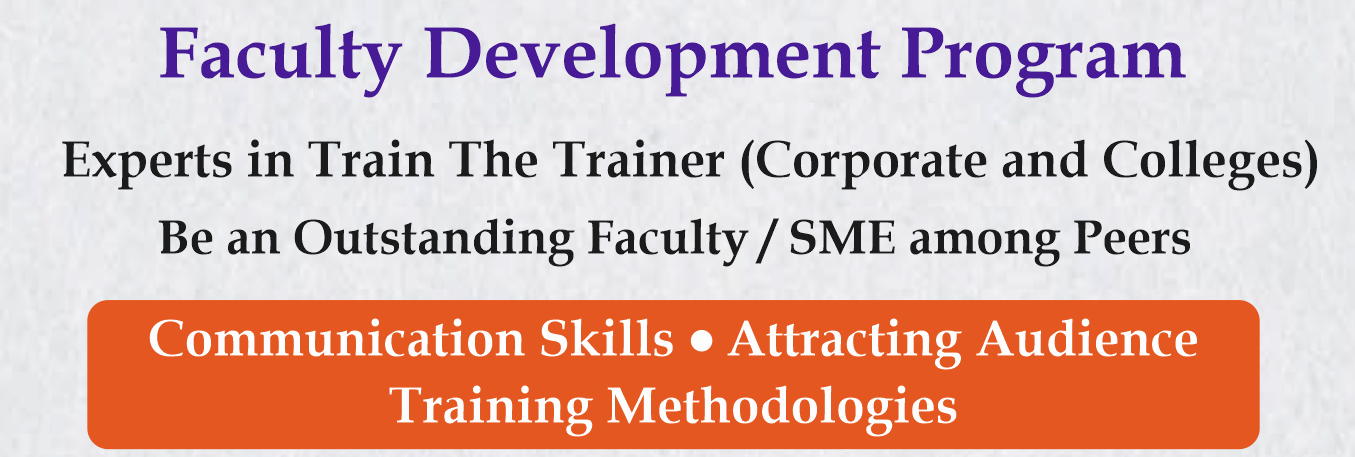 Faculty Development Program
Experts in Train The Trainer (Corporate and Colleges)
Be an Outstanding Faculty / SME among Peers
Communication Skills ● Attracting Audience
Training Methodologies